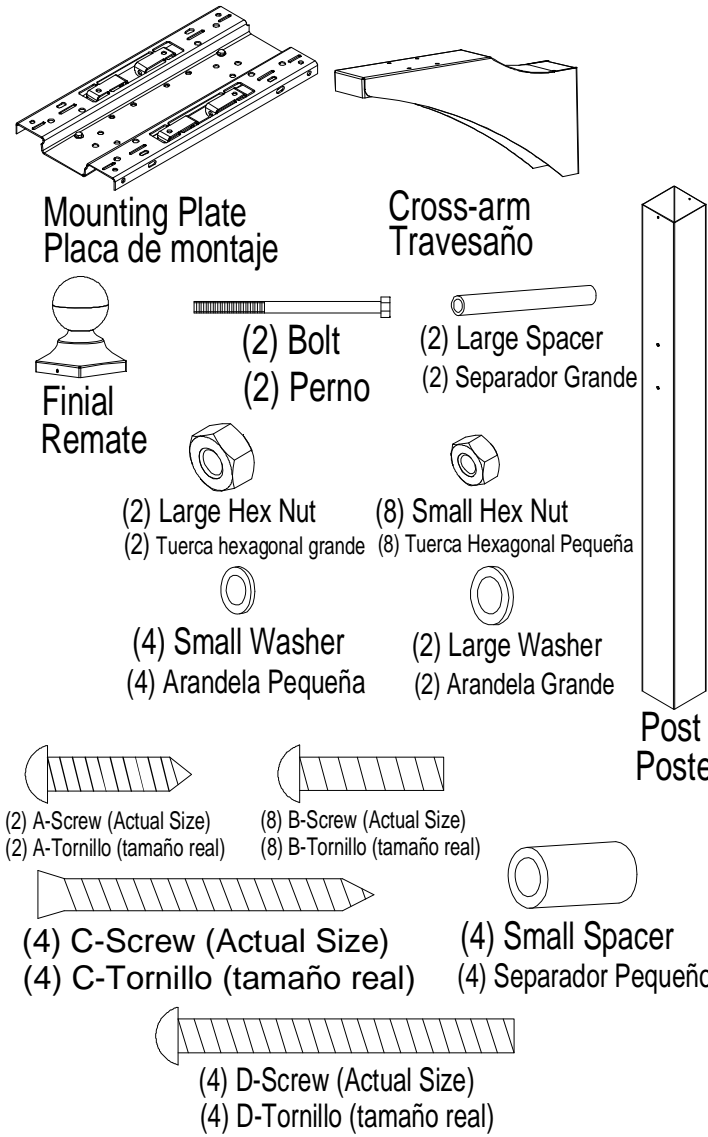 Mounting Plate
Placa de montaje
Cross-arm
Travesaño
Finial
Remate
(2) Bolt
(2) Perno
(2) Large Spacer
(2) Separador Grande
(2) Large Hex Nut
(2) Tuerca hexagonal grande
(8) Small Hex Nut
(8) Tuerca Hexagonal Pequeña
(4) Small Washer
(4) Arandela Pequeña
(2) Large Washer
(2) Arandela Grande
Post
Poste
(2) A-Screw (Actual Size)
(2) A-Tornillo (tamaño real)
(8) B-Screw (Actual Size)
(8) B-Tornillo (tamaño real)
(4) C-Screw (Actual Size)
(4) C-Tornillo (tamaño real)
(4) Small Spacer
(4) Separador Pequeño
(4) D-Screw (Actual Size)
(4) D-Tornillo (tamaño real)